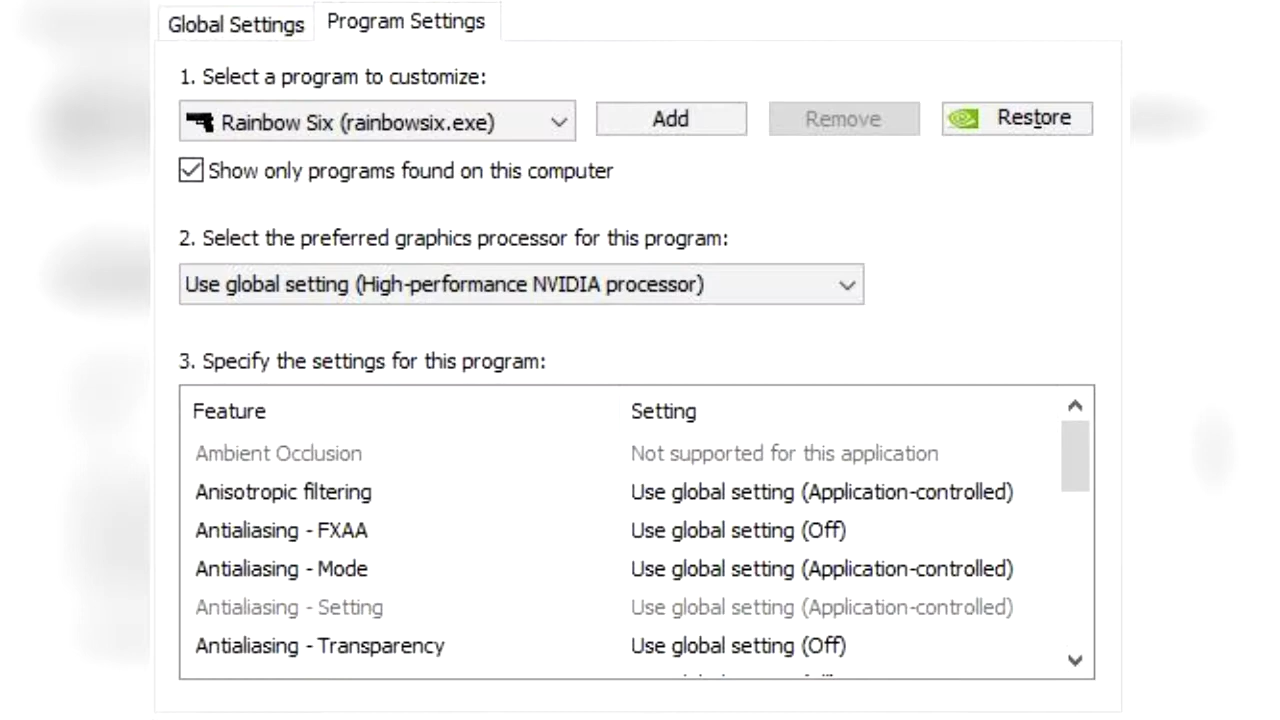 Global Settings
Program Settings
1. Select a program to customize:
Rainbow Six (rainbowsix.exe)
Add
Remove
Restore
Show only programs found on this computer
2. Select the preferred graphics processor for this program:
Use global setting (High-performance NVIDIA processor)
3. Specify the settings for this program:
Feature Setting
Ambient Occlusion Not supported for this application
Anisotropic filtering Use global setting (Application-controlled)
Antialiasing - FXAA Use global setting (Off)
Antialiasing - Mode Use global setting (Application-controlled)
Antialiasing - Setting Use global setting (Application-controlled)
Antialiasing - Transparency Use global setting (Off)